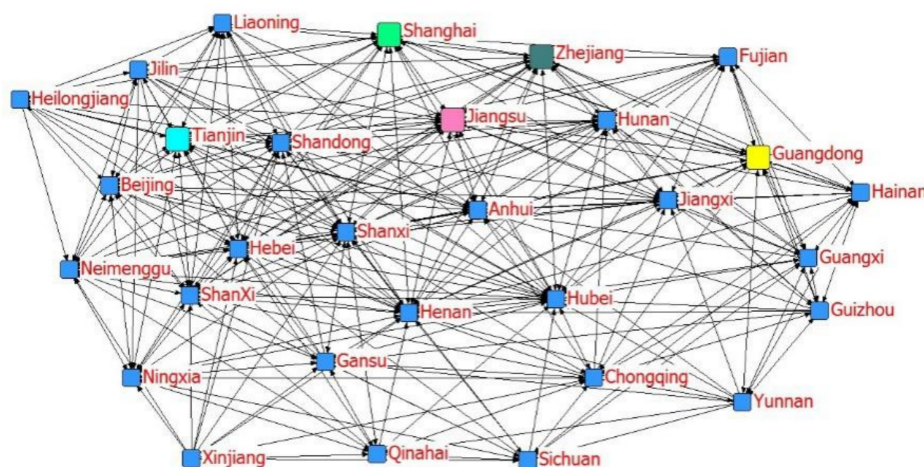 Liaoning
Shanghai
Zhejiang
Fujian
Jilin
Heilongjiang
Tianjin
Shandong
Jiangsu
Hunan
Guangdong
Beijing
Anhui
Jiangxi
Hainan
Shanxi
Hebei
Neimenggu
Guangxi
ShanXi
Henan
Hubei
Guizhou
Gansu
Ningxia
Chongqing
Yunnan
Xinjiang
Qinahai
Sichuan